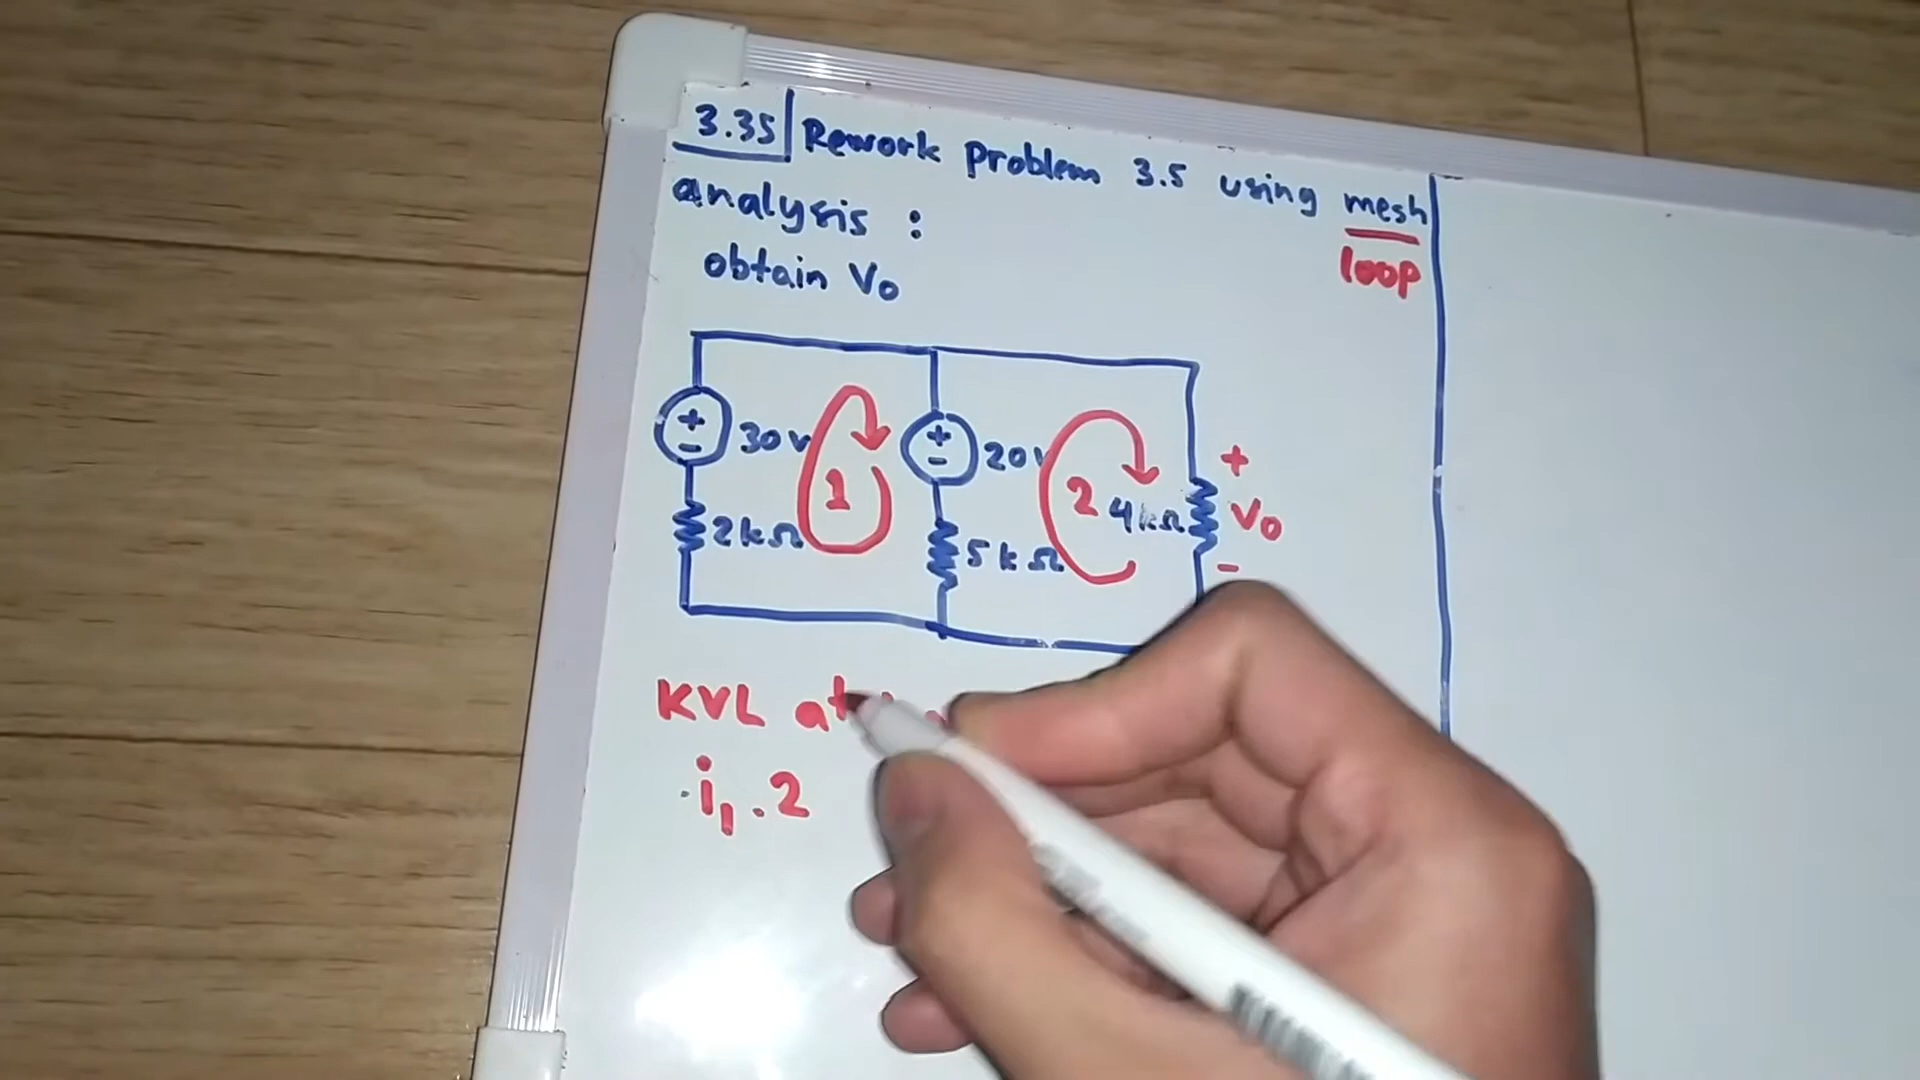 3.35 Rework problem 3.5 using mesh
analysis :
loop
obtain Vo
+
-
30v
+
-
20v
+
Vo
-
1
2
2kΩ
5kΩ
4kΩ
KVL at
i1.2